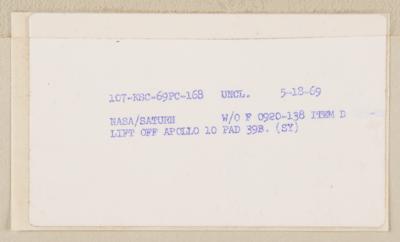 107-KSC-69PC-168 UNCL. 5-18-69
NASA/SATURN W/O F 0920-138 ITEM D
LIFT OFF APOLLO 10 PAD 39B. (SY)